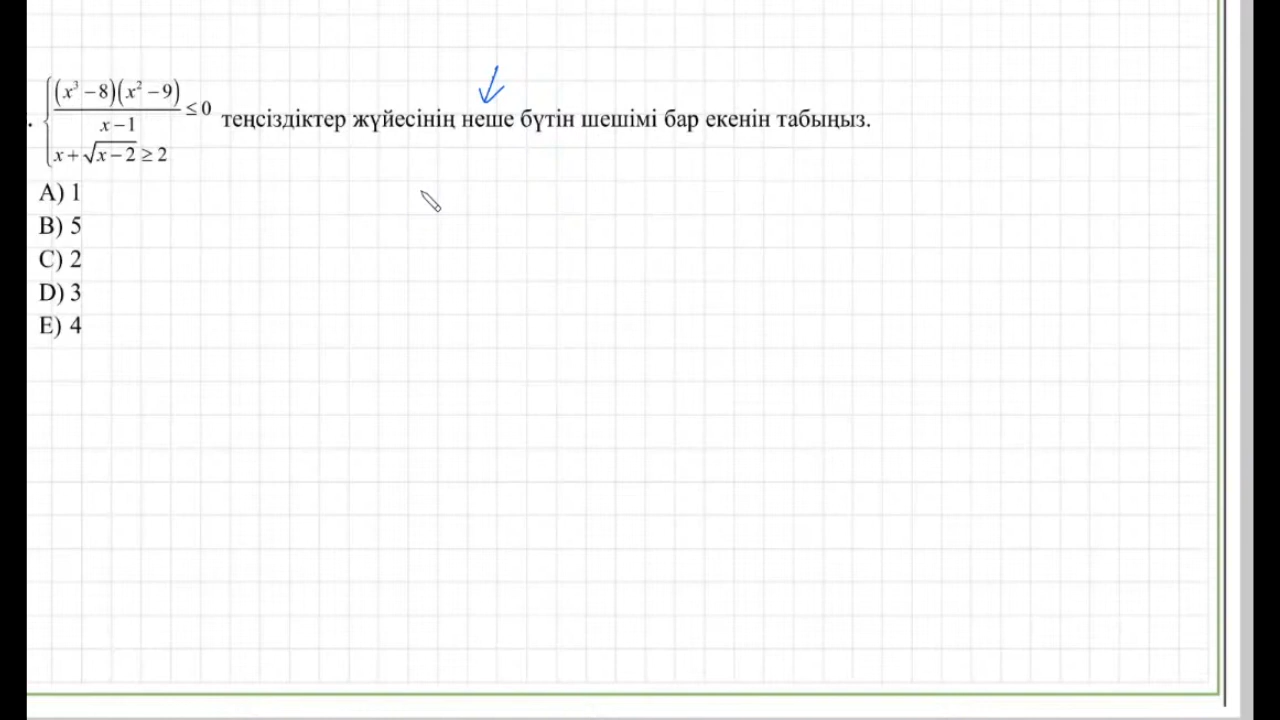 . { (x³ − 8)(x² − 9) / (x − 1) ≤ 0
x + √(x − 2) ≥ 2 теңсіздіктер жүйесінің неше бүтін шешімі бар екенін табыңыз.
A) 1
B) 5
C) 2
D) 3
E) 4